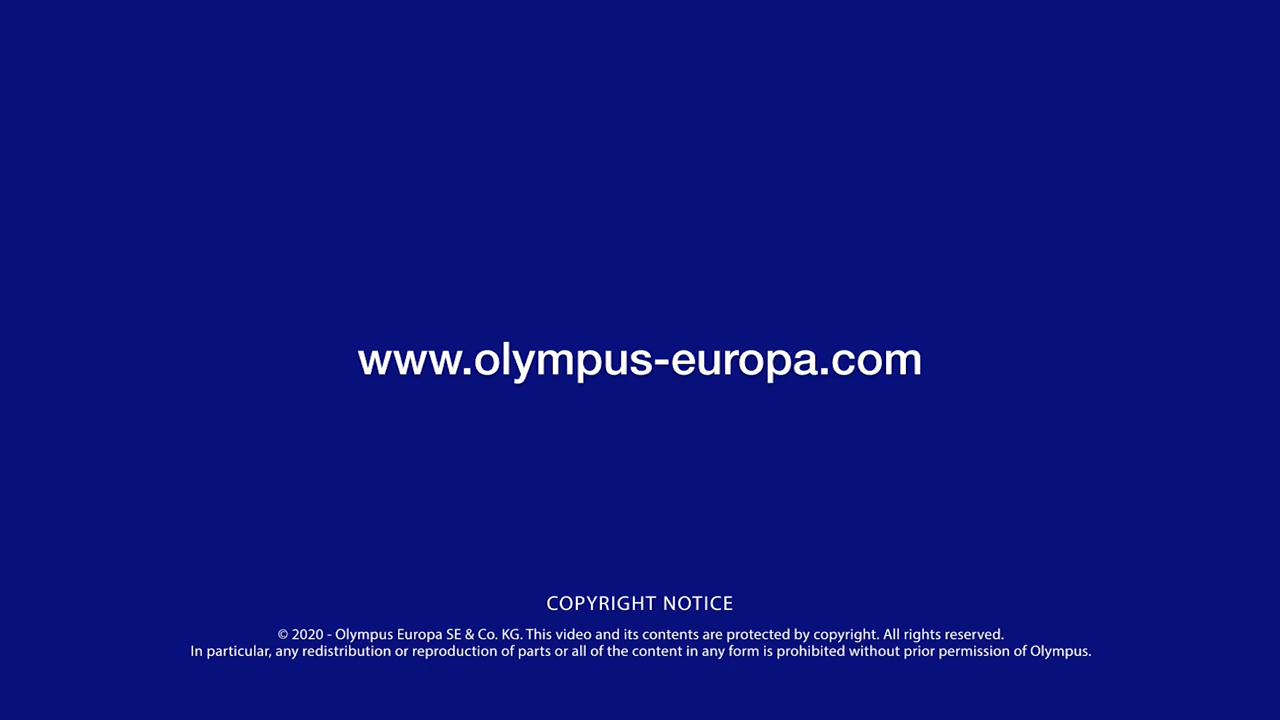 www.olympus-europa.com
COPYRIGHT NOTICE
© 2020 - Olympus Europa SE & Co. KG. This video and its contents are protected by copyright. All rights reserved.
In particular, any redistribution or reproduction of parts or all of the content in any form is prohibited without prior permission of Olympus.